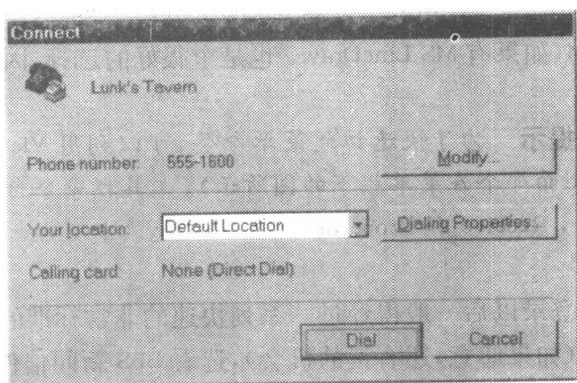 Connect
Lunk's Tavern
Phone number: 555-1600
Modify...
Your location: Default Location
Dialing Properties...
Calling card: None (Direct Dial)
Dial
Cancel